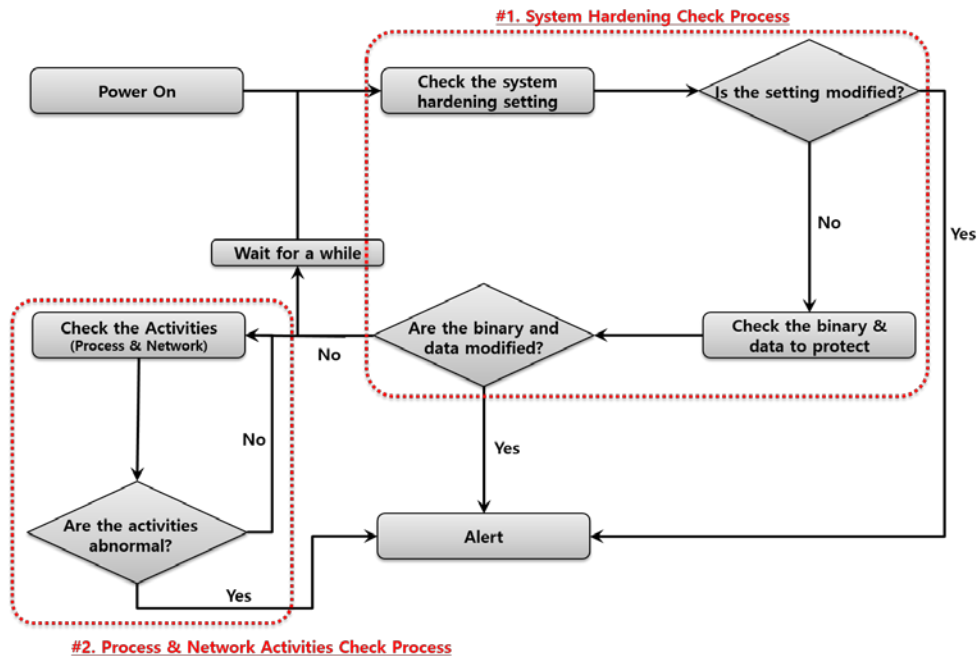 #1. System Hardening Check Process
Power On
Check the system
hardening setting
Is the setting modified?
No
Yes
Wait for a while
Check the Activities
(Process & Network)
No
Are the binary and
data modified?
Check the binary &
data to protect
No
Yes
Are the activities
abnormal?
Alert
Yes
#2. Process & Network Activities Check Process